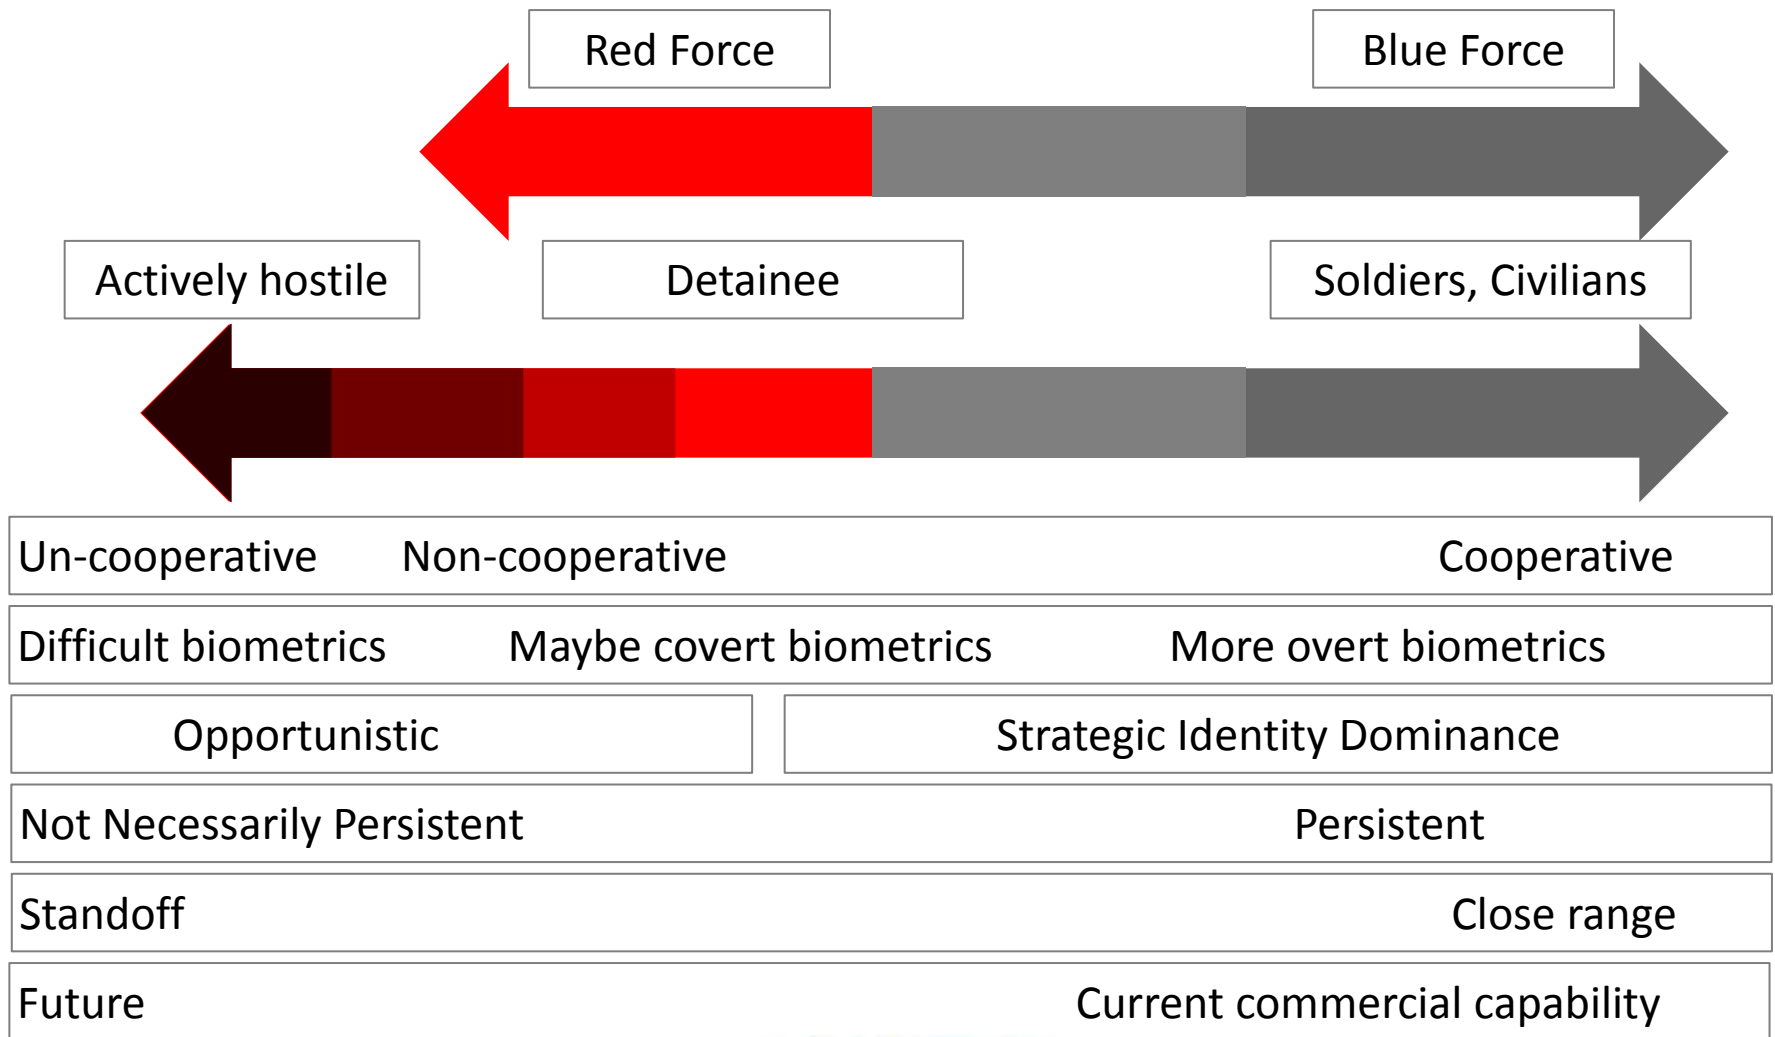 Red Force Blue Force
Actively hostile Detainee Soldiers, Civilians
Un-cooperative Non-cooperative Cooperative
Difficult biometrics Maybe covert biometrics More overt biometrics
Opportunistic Strategic Identity Dominance
Not Necessarily Persistent Persistent
Standoff Close range
Future Current commercial capability